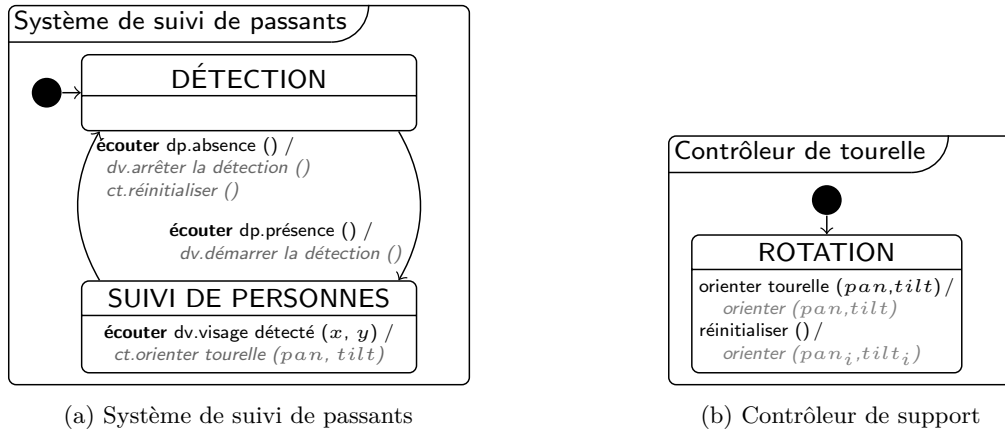 Système de suivi de passants
DÉTECTION
écouter dp.absence () /
dv.arrêter la détection ()
ct.réinitialiser ()
écouter dp.présence () /
dv.démarrer la détection ()
SUIVI DE PERSONNES
écouter dv.visage détecté (x, y) /
ct.orienter tourelle (pan, tilt)
(a) Système de suivi de passants
Contrôleur de tourelle
ROTATION
orienter tourelle (pan,tilt) /
orienter (pan,tilt)
réinitialiser () /
orienter (pan_i,tilt_i)
(b) Contrôleur de support